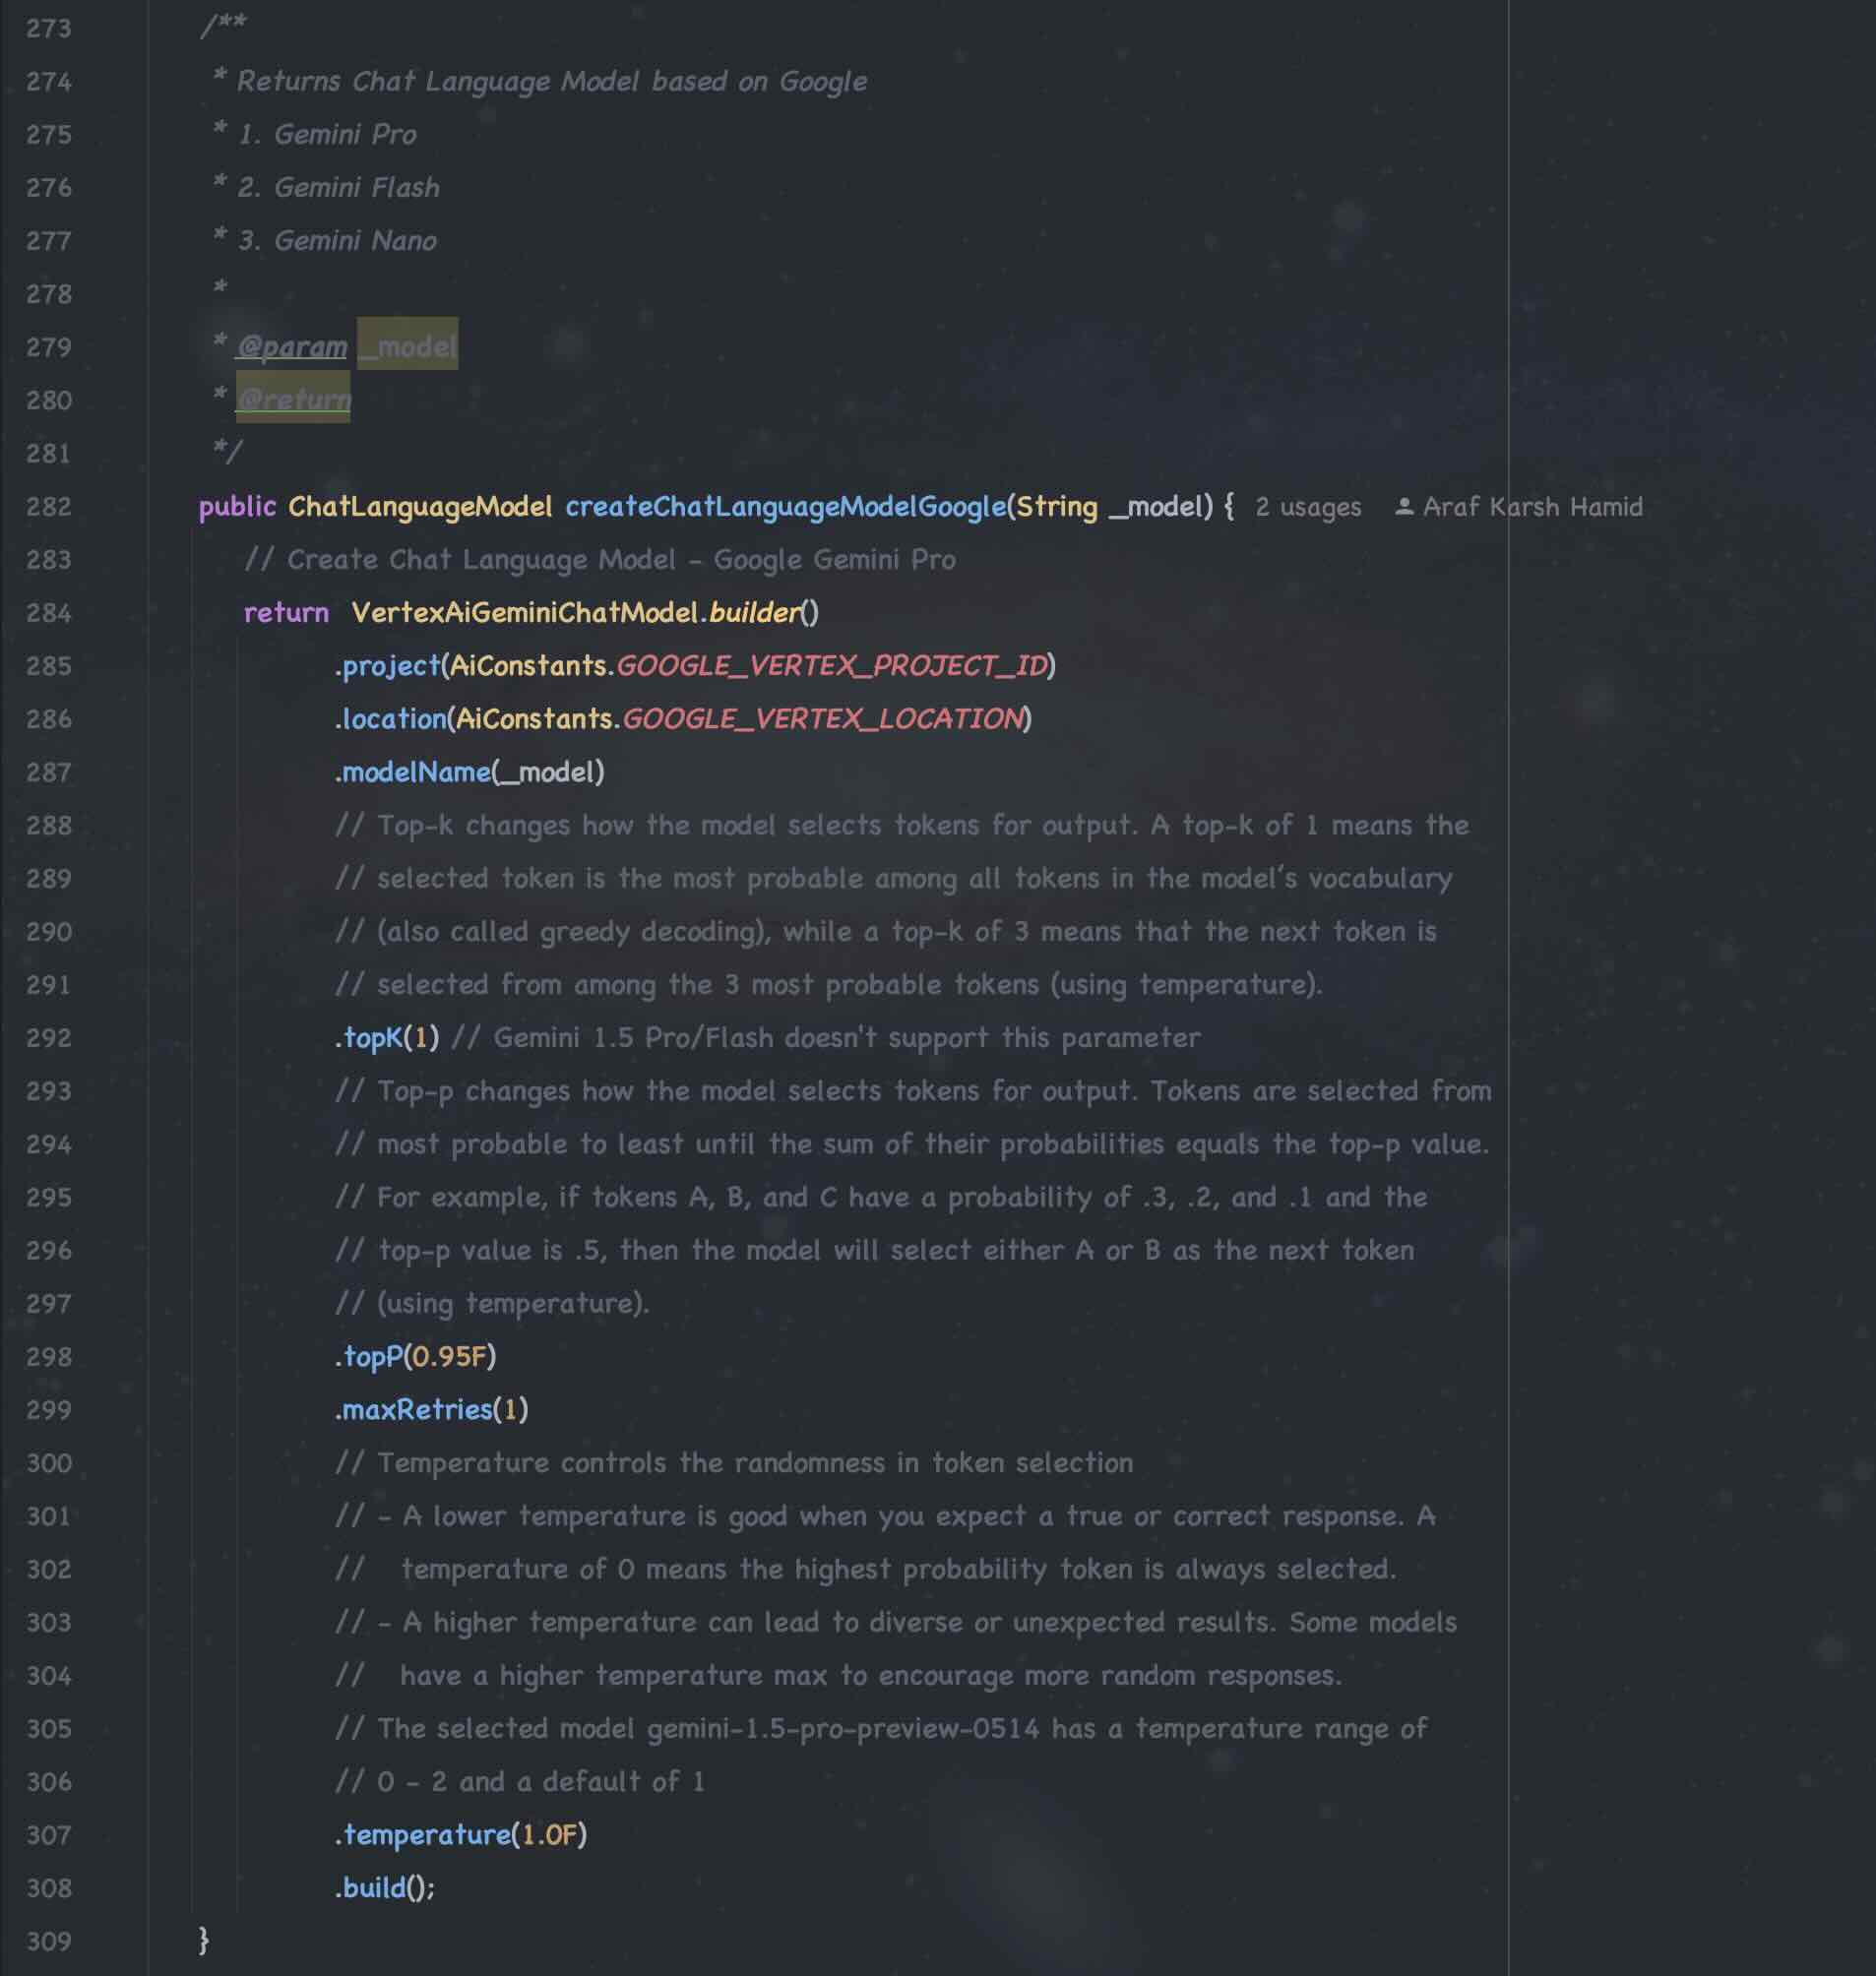 273 /**
274 * Returns Chat Language Model based on Google
275 * 1. Gemini Pro
276 * 2. Gemini Flash
277 * 3. Gemini Nano
278 *
279 * @param _model
280 * @return
281 */
282 public ChatLanguageModel createChatLanguageModelGoogle(String _model) { 2 usages Araf Karsh Hamid
283 // Create Chat Language Model - Google Gemini Pro
284 return VertexAiGeminiChatModel.builder()
285 .project(AiConstants.GOOGLE_VERTEX_PROJECT_ID)
286 .location(AiConstants.GOOGLE_VERTEX_LOCATION)
287 .modelName(_model)
288 // Top-k changes how the model selects tokens for output. A top-k of 1 means the
289 // selected token is the most probable among all tokens in the model's vocabulary
290 // (also called greedy decoding), while a top-k of 3 means that the next token is
291 // selected from among the 3 most probable tokens (using temperature).
292 .topK(1) // Gemini 1.5 Pro/Flash doesn't support this parameter
293 // Top-p changes how the model selects tokens for output. Tokens are selected from
294 // most probable to least until the sum of their probabilities equals the top-p value.
295 // For example, if tokens A, B, and C have a probability of .3, .2, and .1 and the
296 // top-p value is .5, then the model will select either A or B as the next token
297 // (using temperature).
298 .topP(0.95F)
299 .maxRetries(1)
300 // Temperature controls the randomness in token selection
301 // - A lower temperature is good when you expect a true or correct response. A
302 // temperature of 0 means the highest probability token is always selected.
303 // - A higher temperature can lead to diverse or unexpected results. Some models
304 // have a higher temperature max to encourage more random responses.
305 // The selected model gemini-1.5-pro-preview-0514 has a temperature range of
306 // 0 - 2 and a default of 1
307 .temperature(1.0F)
308 .build();
309 }